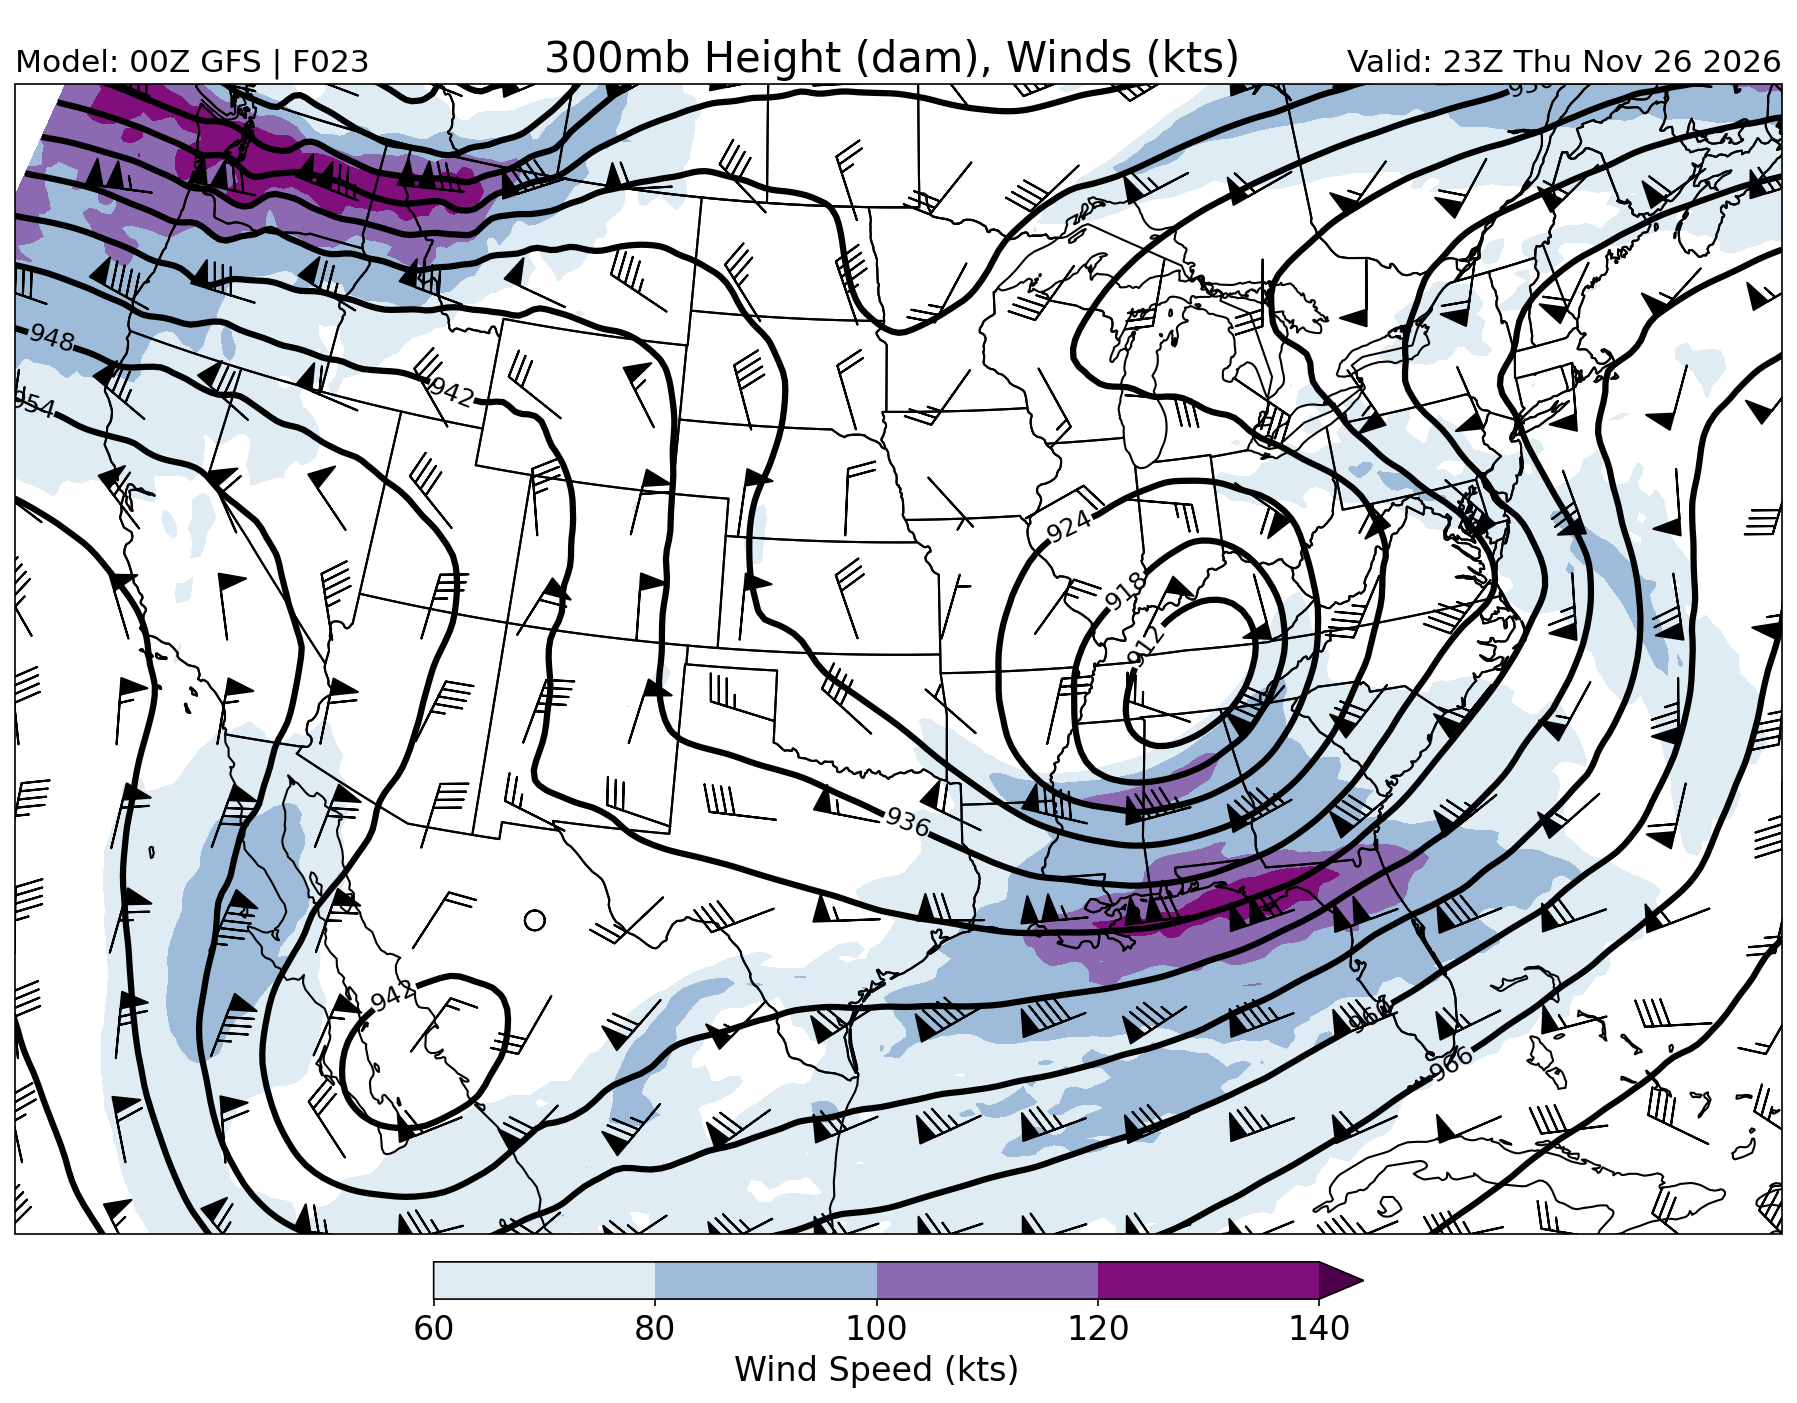 Model: 00Z GFS | F023
300mb Height (dam), Winds (kts)
Valid: 23Z Thu Nov 26 2026
948
954
942
924
918
912
936
942
966
60 80 100 120 140
Wind Speed (kts)